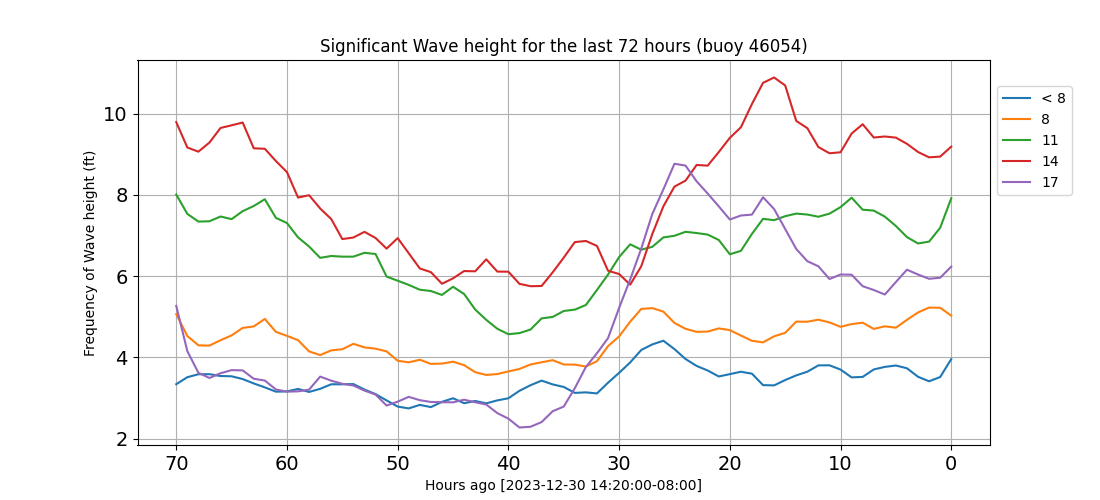 Significant Wave height for the last 72 hours (buoy 46054)
Frequency of Wave height (ft)
10
8
6
4
2
70 60 50 40 30 20 10 0
Hours ago [2023-12-30 14:20:00-08:00]
< 8
8
11
14
17